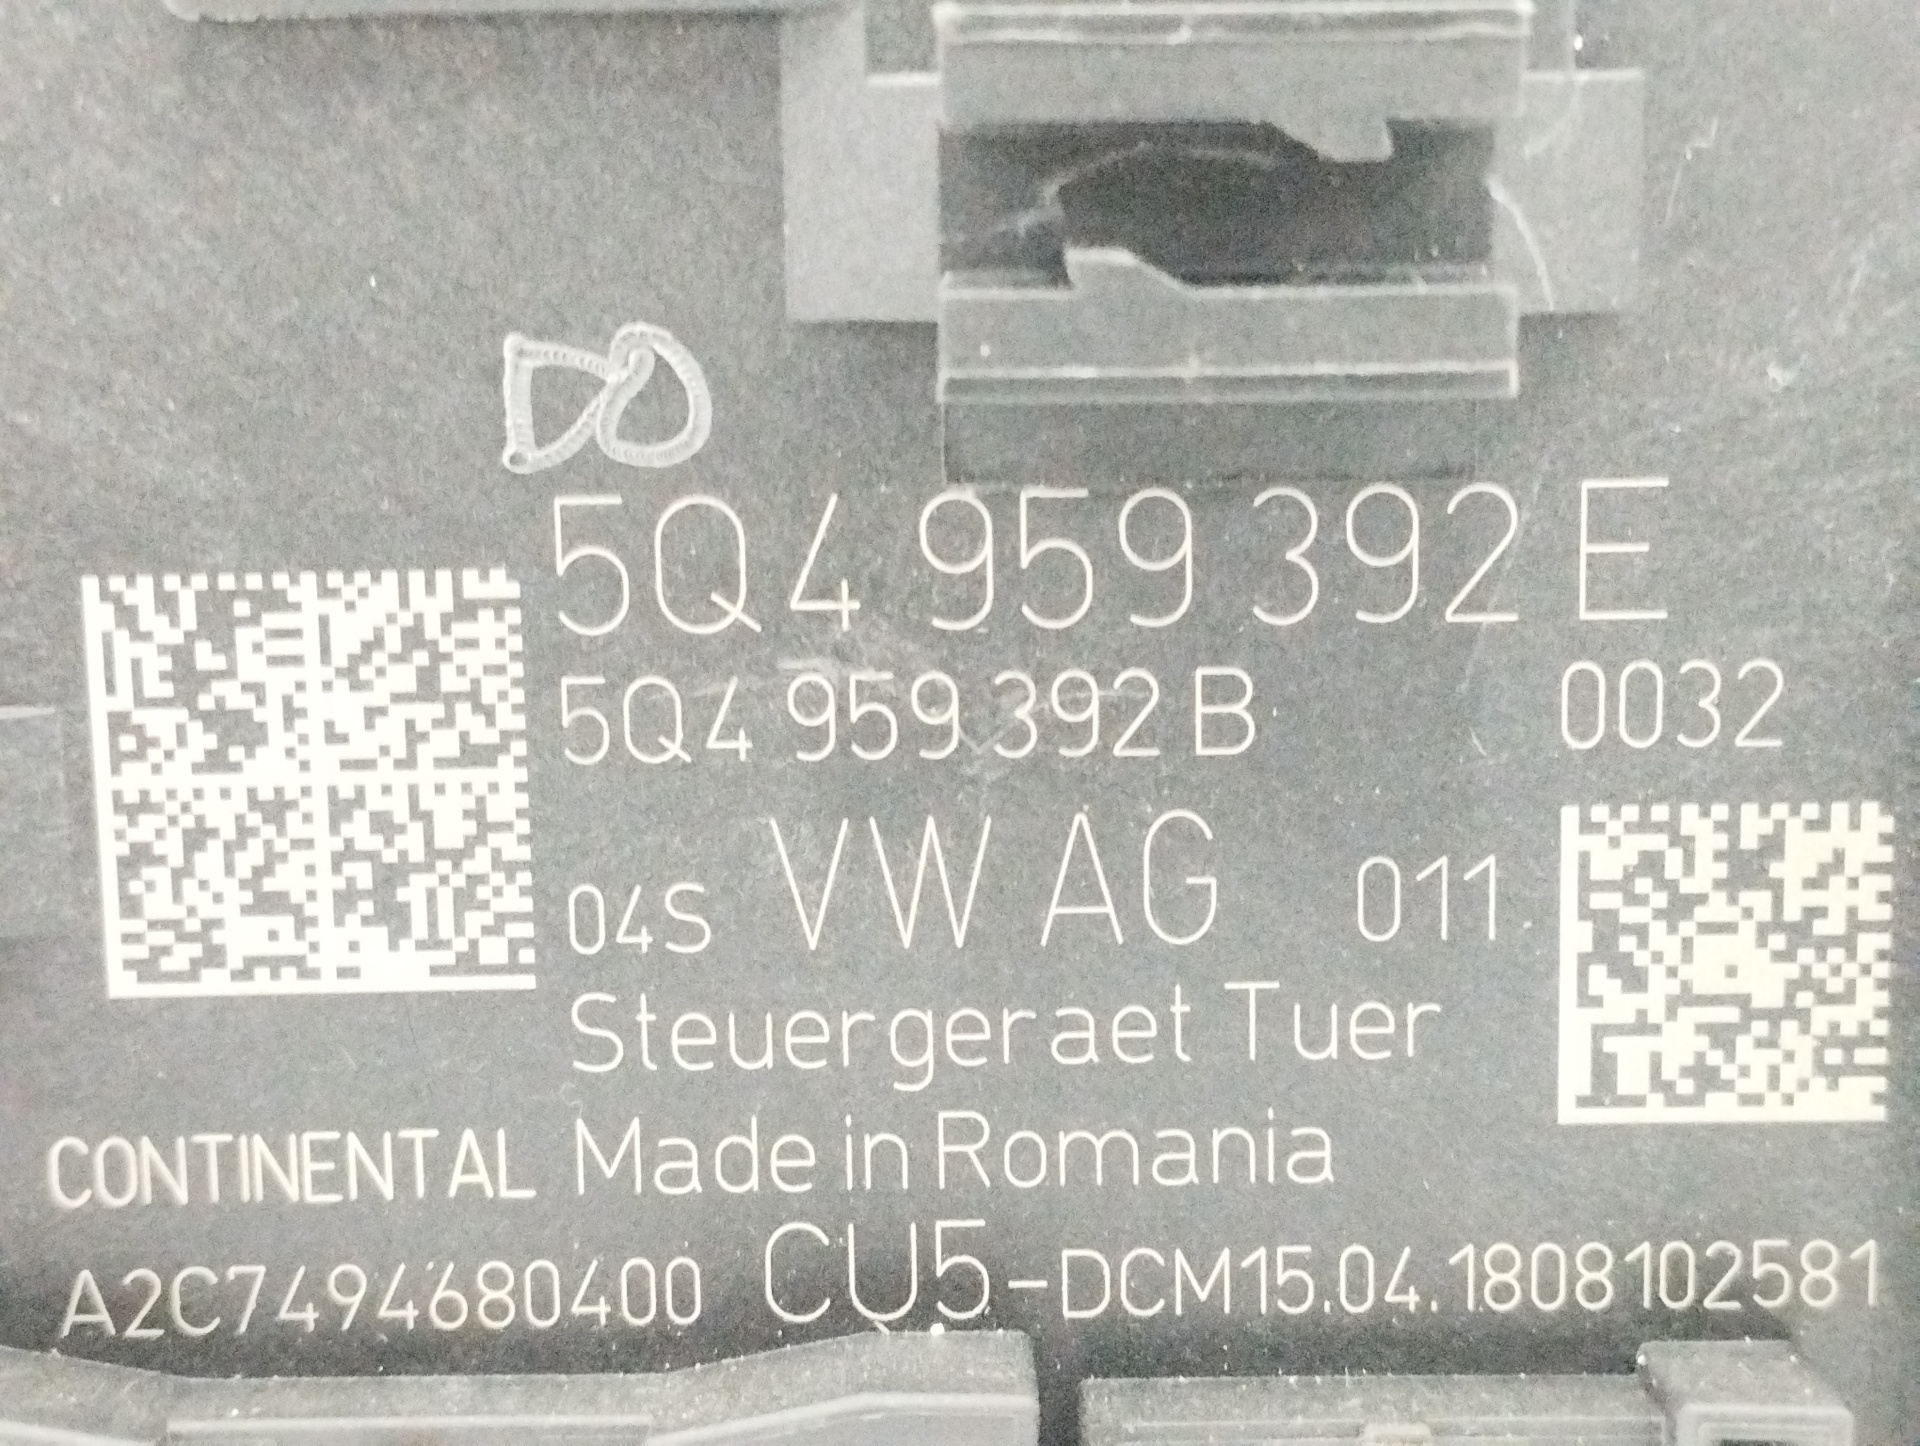 DO
5Q4 959 392 E
5Q4 959 392 B 0032
04S VW AG 011
Steuergeraet Tuer
CONTINENTAL Made in Romania
A2C7494680400 CU5-DCM15.04.1808102581